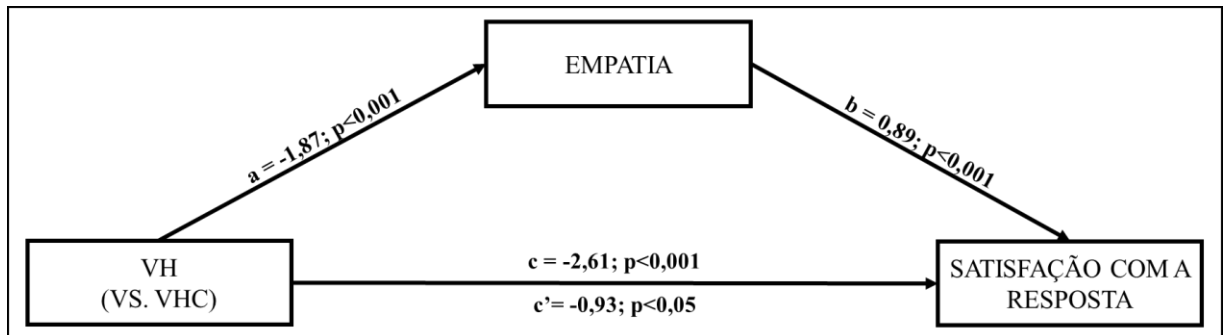 EMPATIA
a = -1,87; p<0,001
b = 0,89; p<0,001
VH
(VS. VHC)
c = -2,61; p<0,001
c’= -0,93; p<0,05
SATISFAÇÃO COM A
RESPOSTA